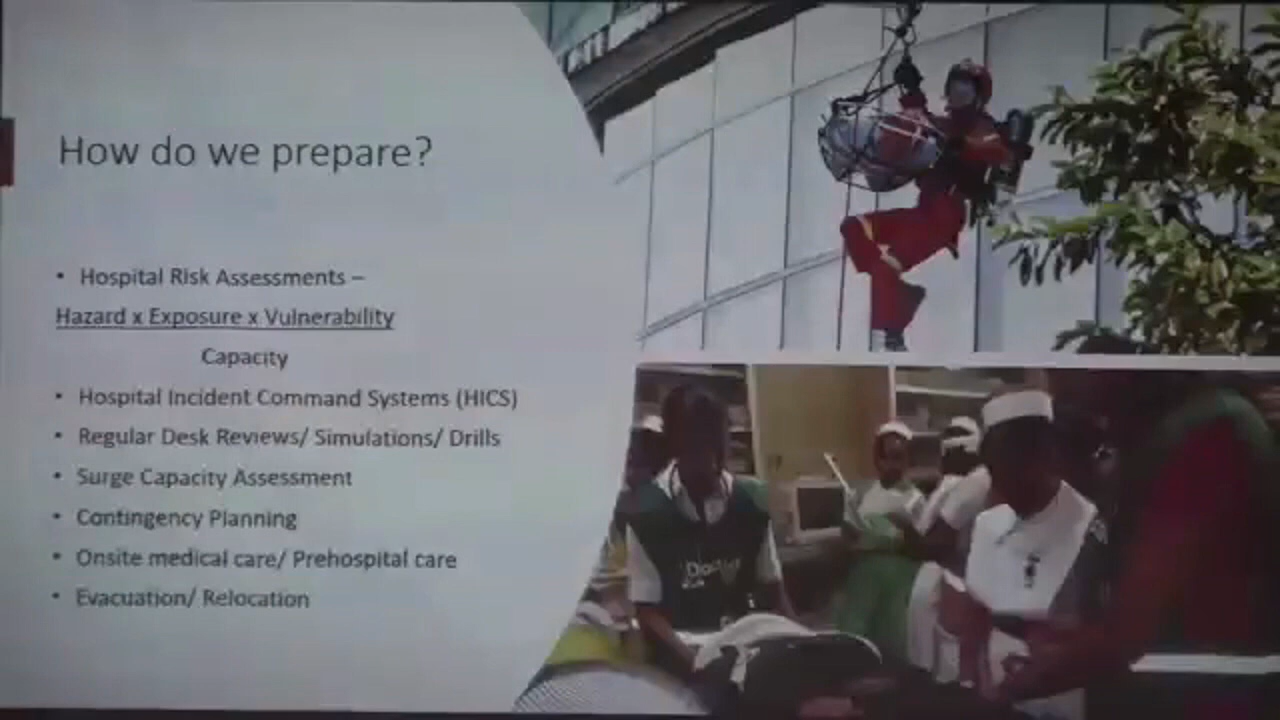 How do we prepare?
• Hospital Risk Assessments –
Hazard x Exposure x Vulnerability
Capacity
• Hospital Incident Command Systems (HICS)
• Regular Desk Reviews/ Simulations/ Drills
• Surge Capacity Assessment
• Contingency Planning
• Onsite medical care/ Prehospital care
• Evacuation/ Relocation